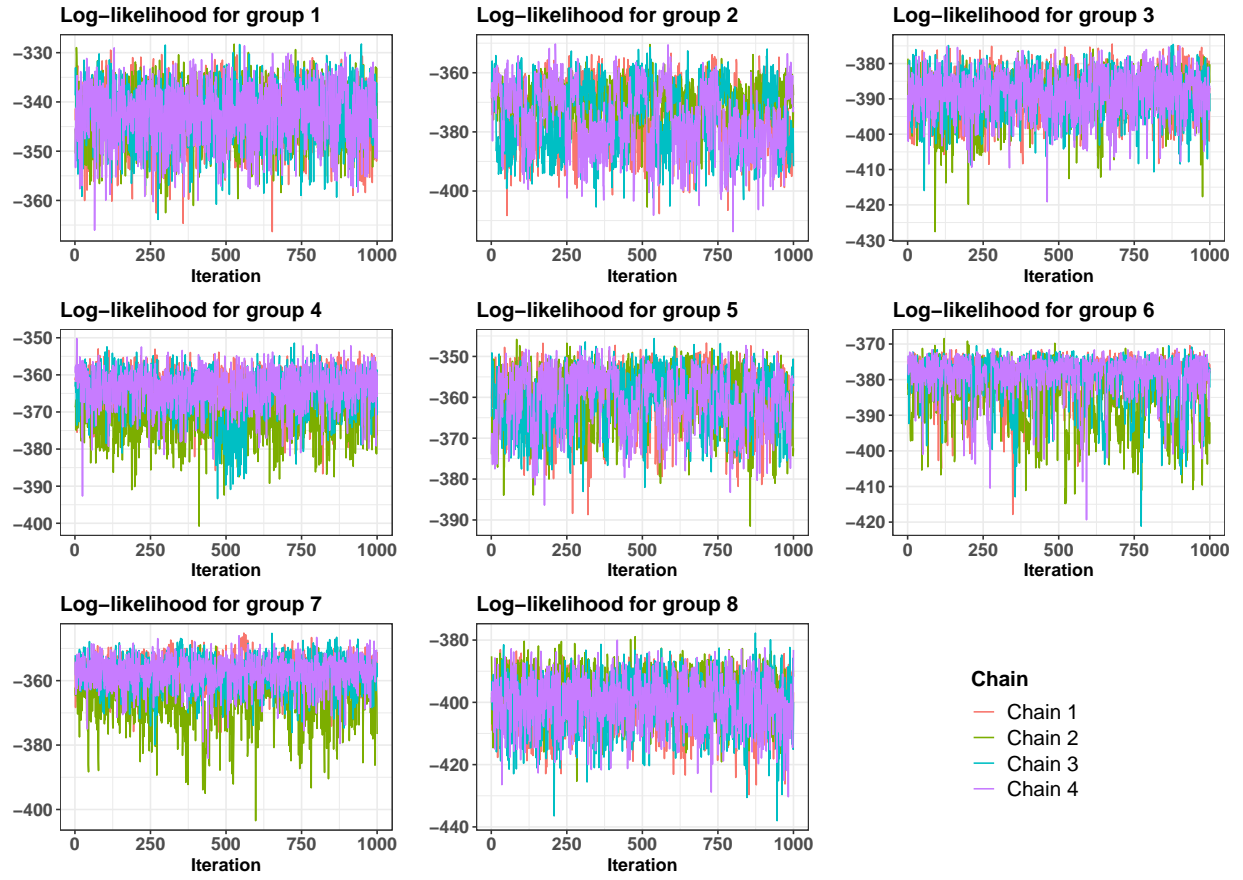 Log−likelihood for group 1
−330
−340
−350
−360
0 250 500 750 1000
Iteration
Log−likelihood for group 2
−360
−380
−400
0 250 500 750 1000
Iteration
Log−likelihood for group 3
−380
−390
−400
−410
−420
−430
0 250 500 750 1000
Iteration
Log−likelihood for group 4
−350
−360
−370
−380
−390
−400
0 250 500 750 1000
Iteration
Log−likelihood for group 5
−350
−360
−370
−380
−390
0 250 500 750 1000
Iteration
Log−likelihood for group 6
−370
−380
−390
−400
−410
−420
0 250 500 750 1000
Iteration
Log−likelihood for group 7
−360
−380
−400
0 250 500 750 1000
Iteration
Log−likelihood for group 8
−380
−400
−420
−440
0 250 500 750 1000
Iteration
Chain
Chain 1
Chain 2
Chain 3
Chain 4